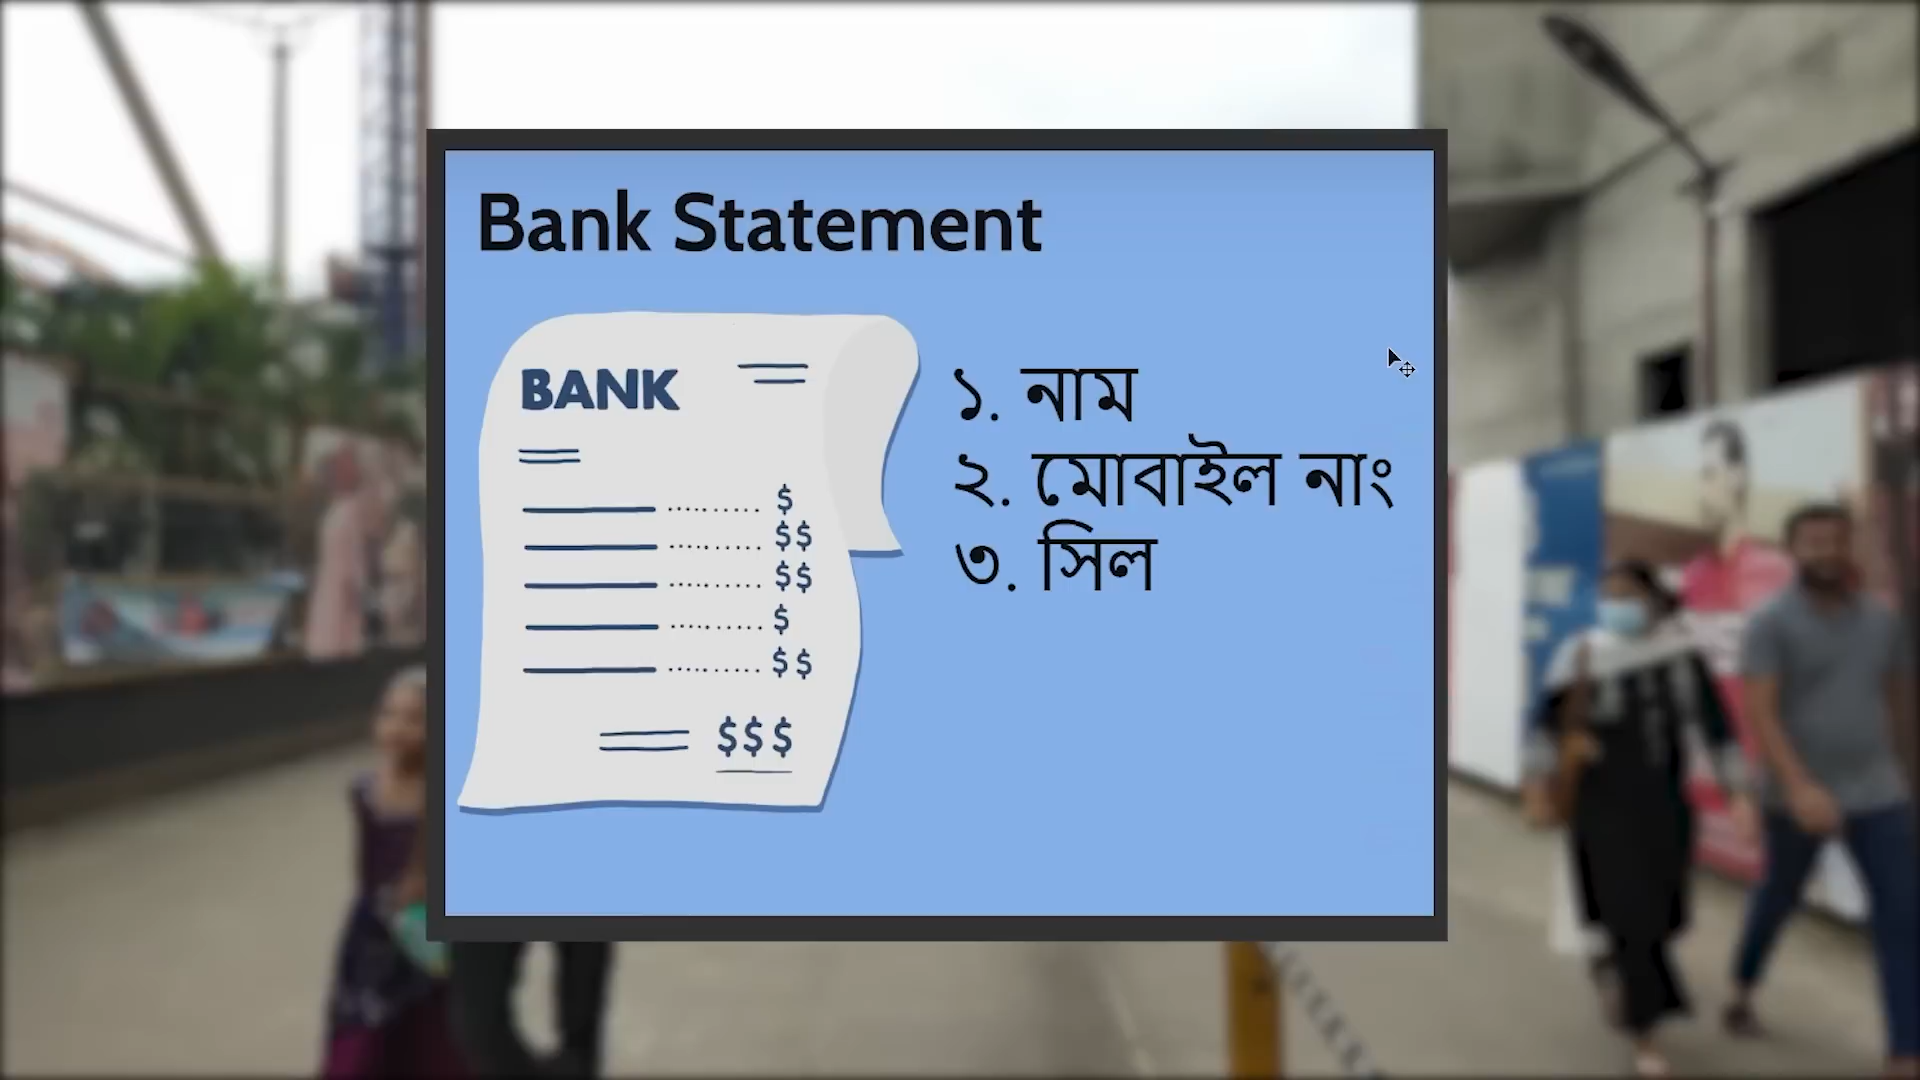 Bank Statement
BANK
$
$$
$$
$
$$
$$$
১. নাম
২. মোবাইল নাং
৩. সিল